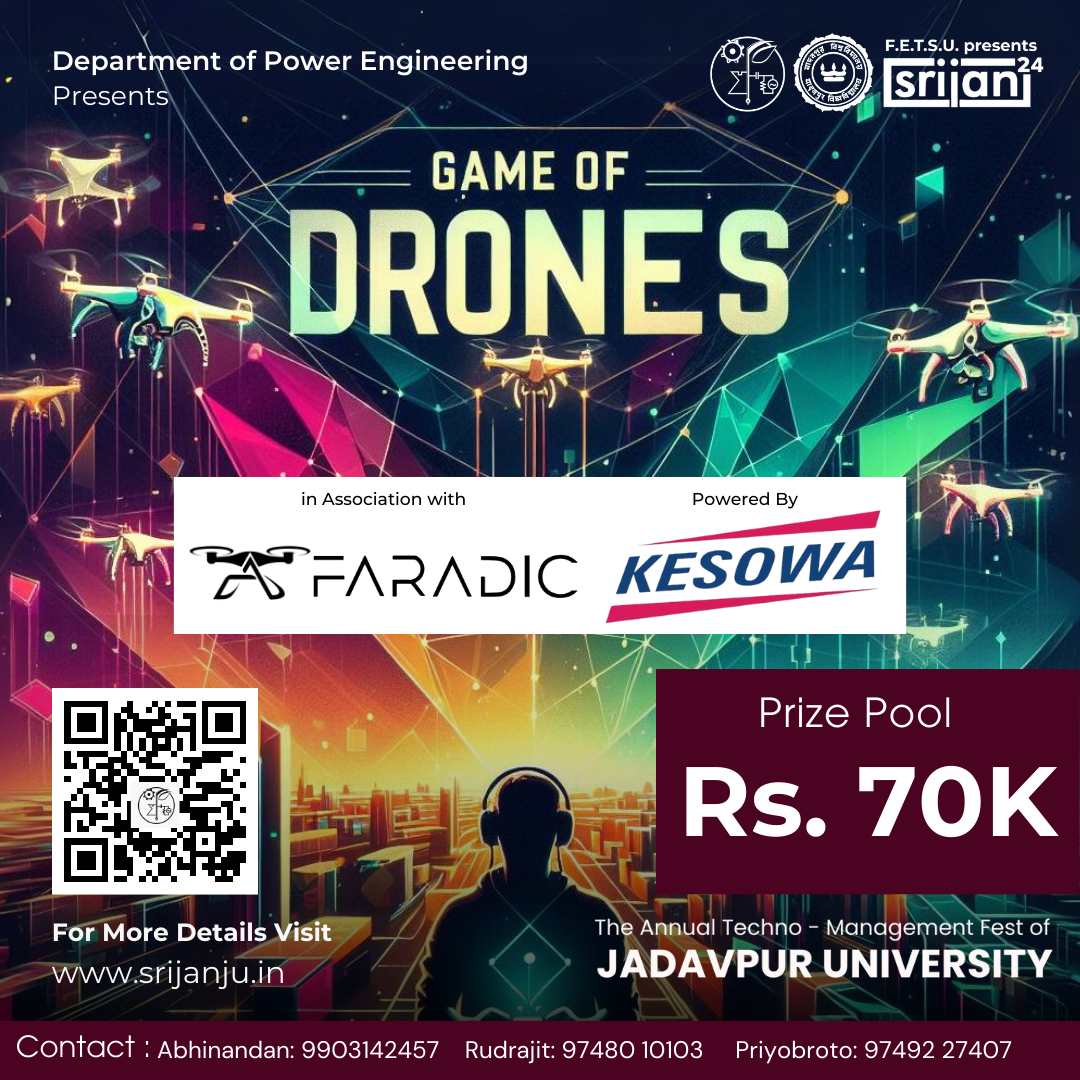 Department of Power Engineering
Presents
F.E.T.S.U. presents
srijan 24
GAME OF
DRONES
in Association with
FARADIC
Powered By
KESOWA
Prize Pool
Rs. 70K
For More Details Visit
www.srijanju.in
The Annual Techno - Management Fest of
JADAVPUR UNIVERSITY
Contact : Abhinandan: 9903142457 Rudrajit: 97480 10103 Priyobroto: 97492 27407